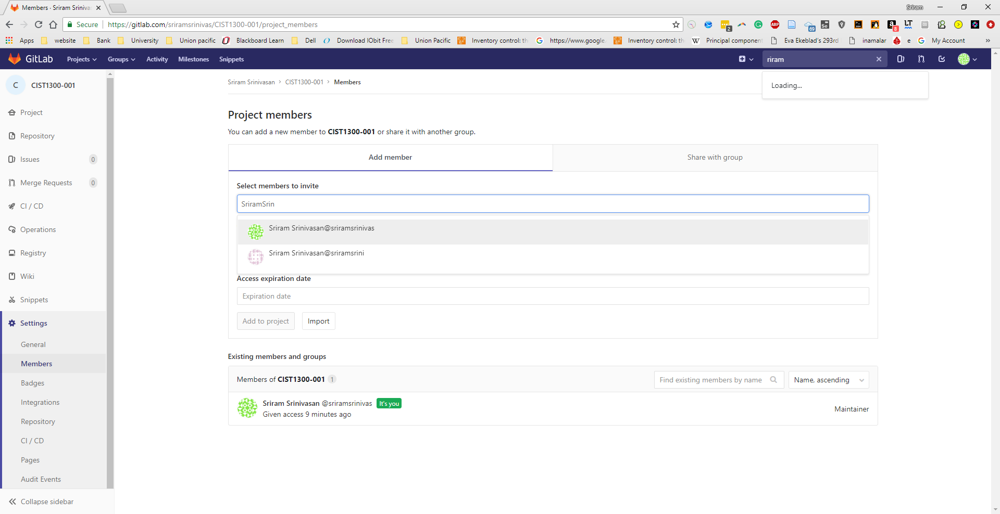 Members · Sriram Sriniva
Sriram
Secure
https://gitlab.com/sriramsrinivas/CIST1300-001/project_members
2
ABP
69
Se
a
8
LT
Apps
website
Bank
University
Union pacific
Blackboard Learn
Dell
Download IObit Free
Union Pacific
Inventory control: th
https://www.google.
Inventory control: th
W
Principal component
Eva Ekeblad's 293rd
inamalar
e
My Account
GitLab
Projects
Groups
Activity
Milestones
Snippets
riram
Loading...
C
CIST1300-001
Project
Repository
Issues
0
Merge Requests
0
CI / CD
Operations
Registry
Wiki
Snippets
Settings
General
Members
Badges
Integrations
Repository
CI / CD
Pages
Audit Events
Collapse sidebar
Sriram Srinivasan › CIST1300-001 › Members
Project members
You can add a new member to CIST1300-001 or share it with another group.
Add member
Share with group
Select members to invite
SriramSrin
Sriram Srinivasan@sriramsrinivas
Sriram Srinivasan@sriramsrini
Access expiration date
Expiration date
Add to project
Import
Existing members and groups
Members of CIST1300-001 1
Find existing members by name
Name, ascending
Sriram Srinivasan @sriramsrinivas It's you
Given access 9 minutes ago
Maintainer